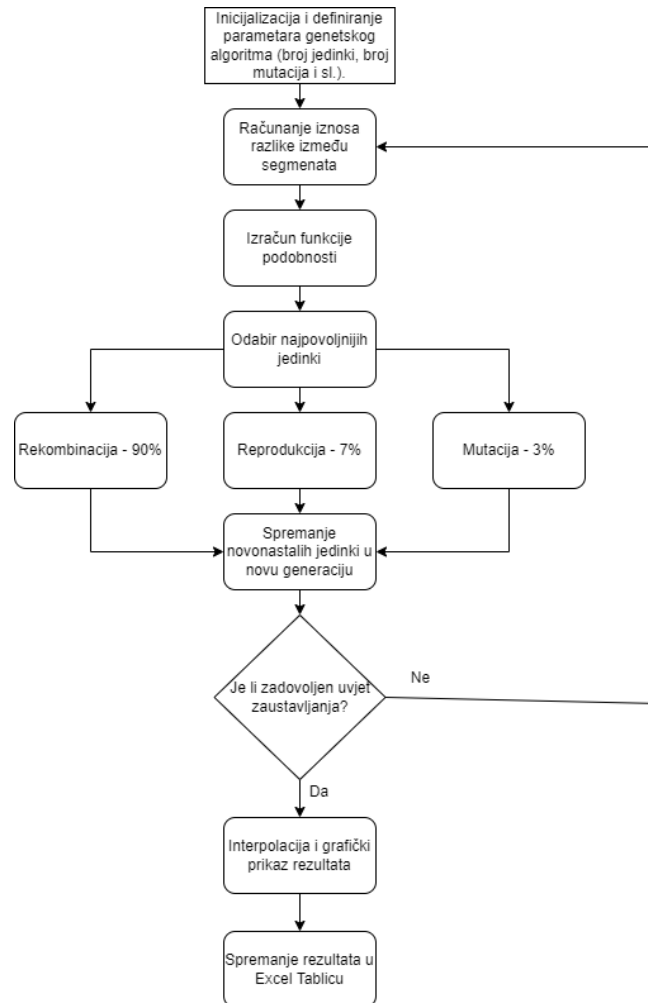 Inicijalizacija i definiranje
parametara genetskog
algoritma (broj jedinki, broj
mutacija i sl.).
Računanje iznosa
razlike između
segmenata
Izračun funkcije
podobnosti
Odabir najpovoljnijih
jedinki
Rekombinacija - 90%
Reprodukcija - 7%
Mutacija - 3%
Spremanje
novonastalih jedinki u
novu generaciju
Je li zadovoljen uvjet
zaustavljanja?
Ne
Da
Interpolacija i grafički
prikaz rezultata
Spremanje rezultata u
Excel Tablicu